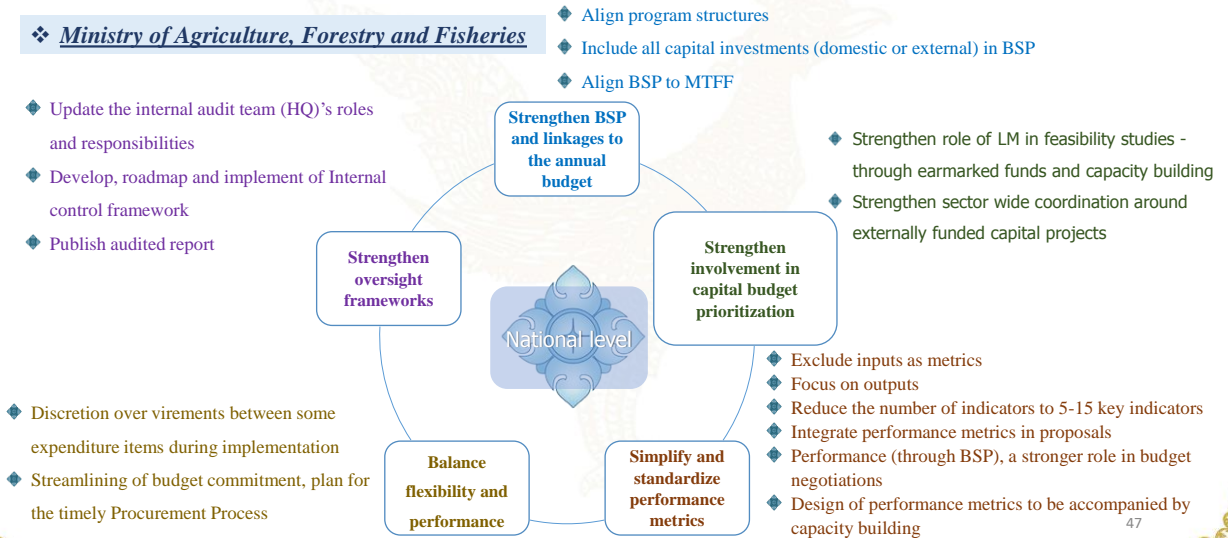 ❖ Ministry of Agriculture, Forestry and Fisheries
Align program structures
Include all capital investments (domestic or external) in BSP
Align BSP to MTFF
Strengthen BSP
and linkages to
the annual
budget
Update the internal audit team (HQ)'s roles
and responsibilities
Develop, roadmap and implement of Internal
control framework
Publish audited report
Strengthen
oversight
frameworks
Strengthen role of LM in feasibility studies -
through earmarked funds and capacity building
Strengthen sector wide coordination around
externally funded capital projects
Strengthen
involvement in
capital budget
prioritization
National level
Exclude inputs as metrics
Focus on outputs
Reduce the number of indicators to 5-15 key indicators
Integrate performance metrics in proposals
Performance (through BSP), a stronger role in budget
negotiations
Design of performance metrics to be accompanied by
capacity building
Simplify and
standardize
performance
metrics
Discretion over virements between some
expenditure items during implementation
Streamlining of budget commitment, plan for
the timely Procurement Process
Balance
flexibility and
performance
47